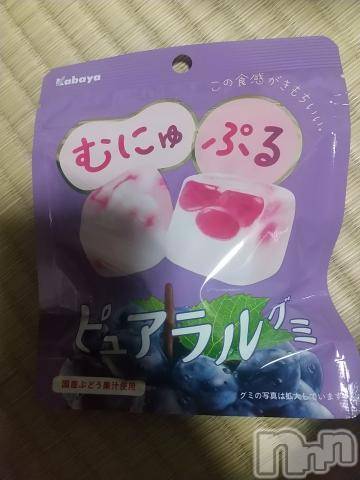 Kabaya
この食感がきもちいい。
むにゅ ぷる
ピュアラルグミ
国産ぶどう果汁使用
グミの写真は拡大しています
nnn